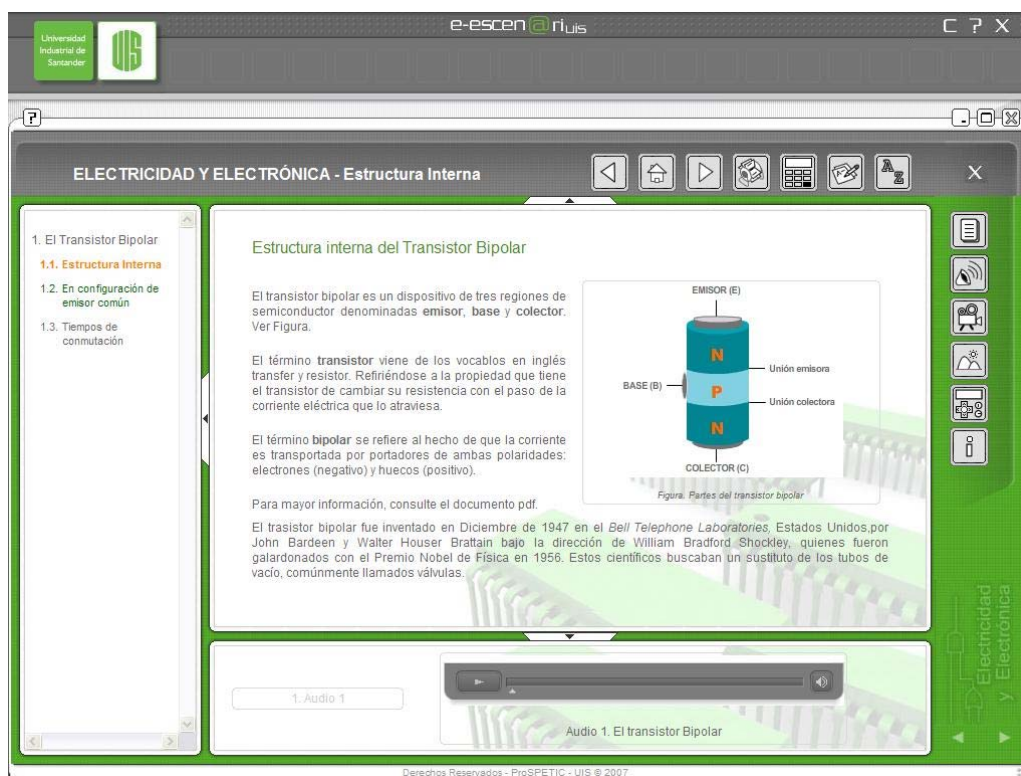 e-escen@riuis
C ? X
Universidad
Industrial de
Santander
UIS
?
ELECTRICIDAD Y ELECTRÓNICA - Estructura Interna
A
Z
X
1. El Transistor Bipolar
1.1. Estructura Interna
1.2. En configuración de
emisor común
1.3. Tiempos de
conmutación
Estructura interna del Transistor Bipolar
El transistor bipolar es un dispositivo de tres regiones de
semiconductor denominadas emisor, base y colector.
Ver Figura.
El término transistor viene de los vocablos en inglés
transfer y resistor. Refiriéndose a la propiedad que tiene
el transistor de cambiar su resistencia con el paso de la
corriente eléctrica que lo atraviesa.
El término bipolar se refiere al hecho de que la corriente
es transportada por portadores de ambas polaridades:
electrones (negativo) y huecos (positivo).
Para mayor información, consulte el documento pdf.
EMISOR (E)
N
Unión emisora
BASE (B)
P
Unión colectora
N
COLECTOR (C)
Figura. Partes del transistor bipolar
El trasistor bipolar fue inventado en Diciembre de 1947 en el Bell Telephone Laboratories, Estados Unidos,por
John Bardeen y Walter Houser Brattain bajo la dirección de William Bradford Shockley, quienes fueron
galardonados con el Premio Nobel de Física en 1956. Estos científicos buscaban un sustituto de los tubos de
vacío, comúnmente llamados válvulas.
Electricidad
y Electrónica
1. Audio 1
Audio 1. El transistor Bipolar
Derechos Reservados - ProSPETIC - UIS © 2007